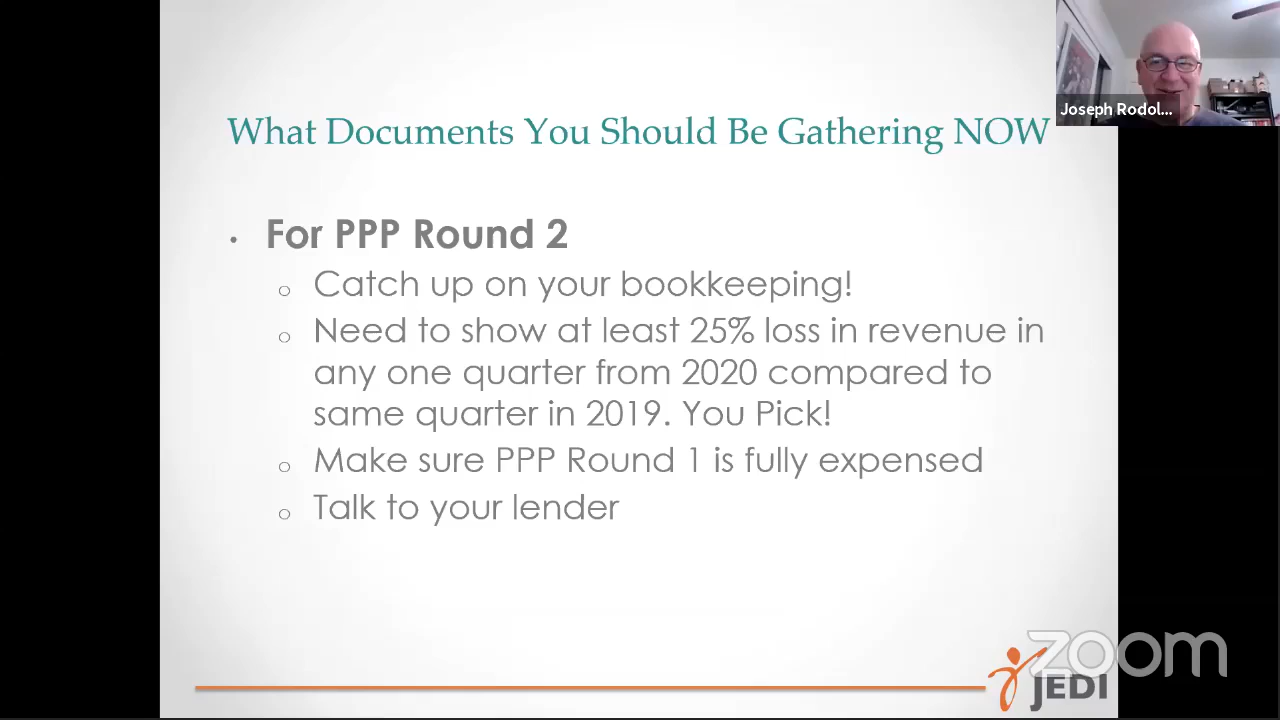 What Documents You Should Be Gathering NOW
Joseph Rodol...
• For PPP Round 2
o Catch up on your bookkeeping!
o Need to show at least 25% loss in revenue in
any one quarter from 2020 compared to
same quarter in 2019. You Pick!
o Make sure PPP Round 1 is fully expensed
o Talk to your lender
zoom
JEDI